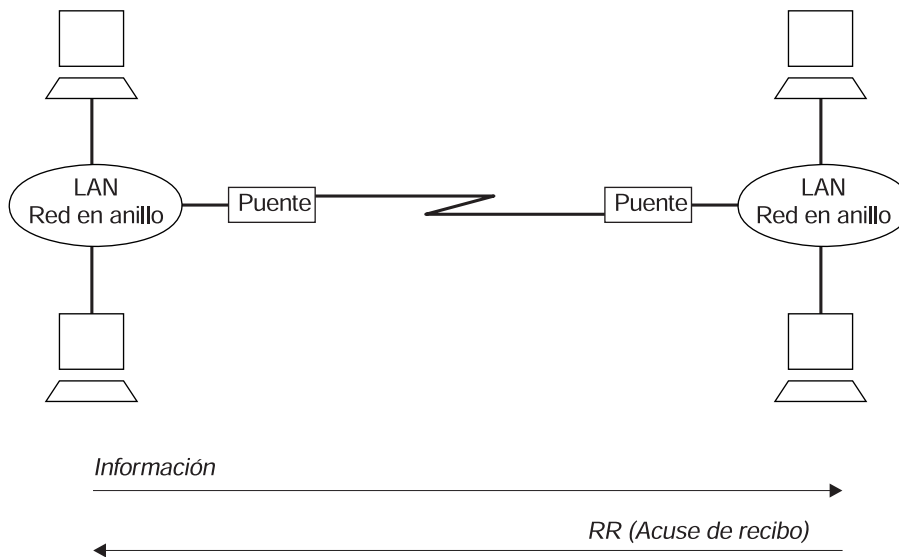 LAN
Red en anillo
Puente
Puente
LAN
Red en anillo
Información
RR (Acuse de recibo)